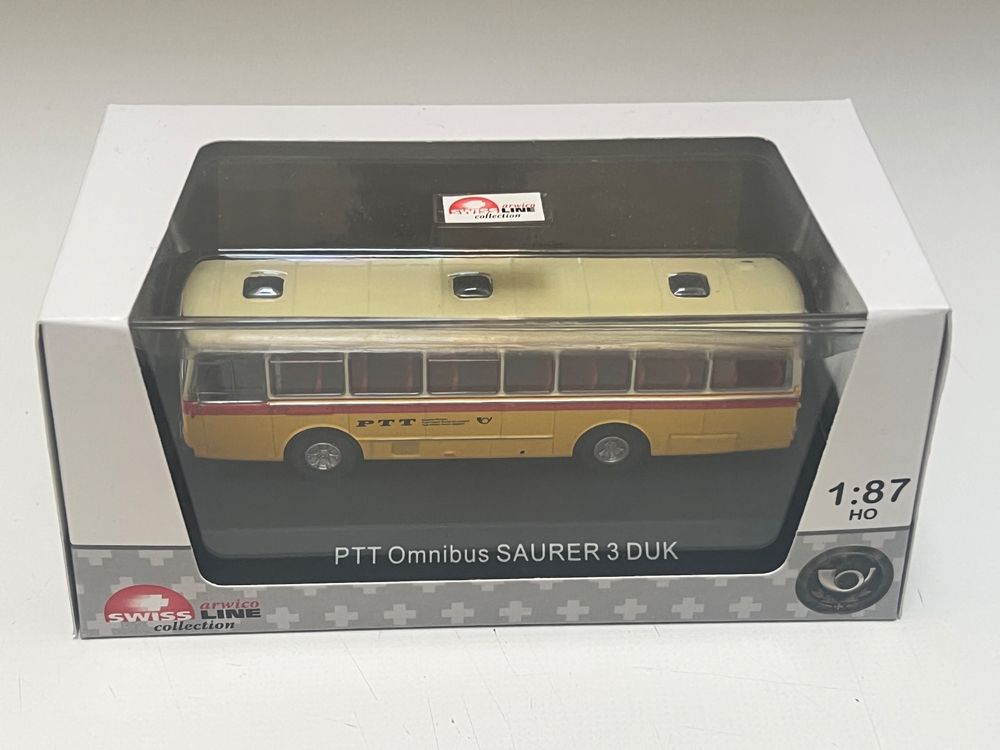 SWISS LINE arwico
collection
PTT
PTT Omnibus SAURER 3 DUK
1:87
HO
SWISS LINE arwico
collection